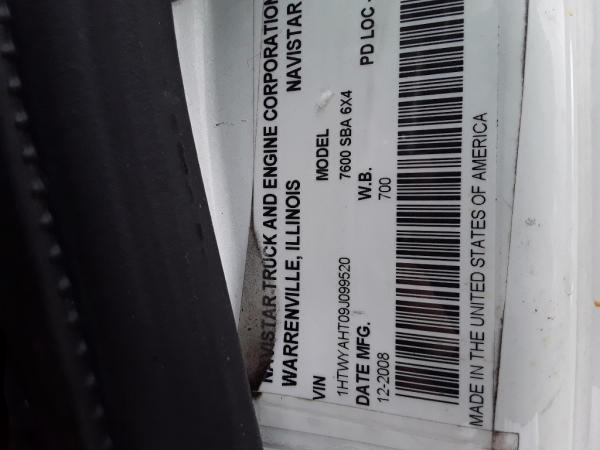 NAVISTAR TRUCK AND ENGINE CORPORATION
WARRENVILLE, ILLINOIS NAVISTAR
VIN MODEL
1HTWYAHT09J099520 7600 SBA 6X4
DATE MFG. W.B. PD LOC -
12-2008 700
MADE IN THE UNITED STATES OF AMERICA